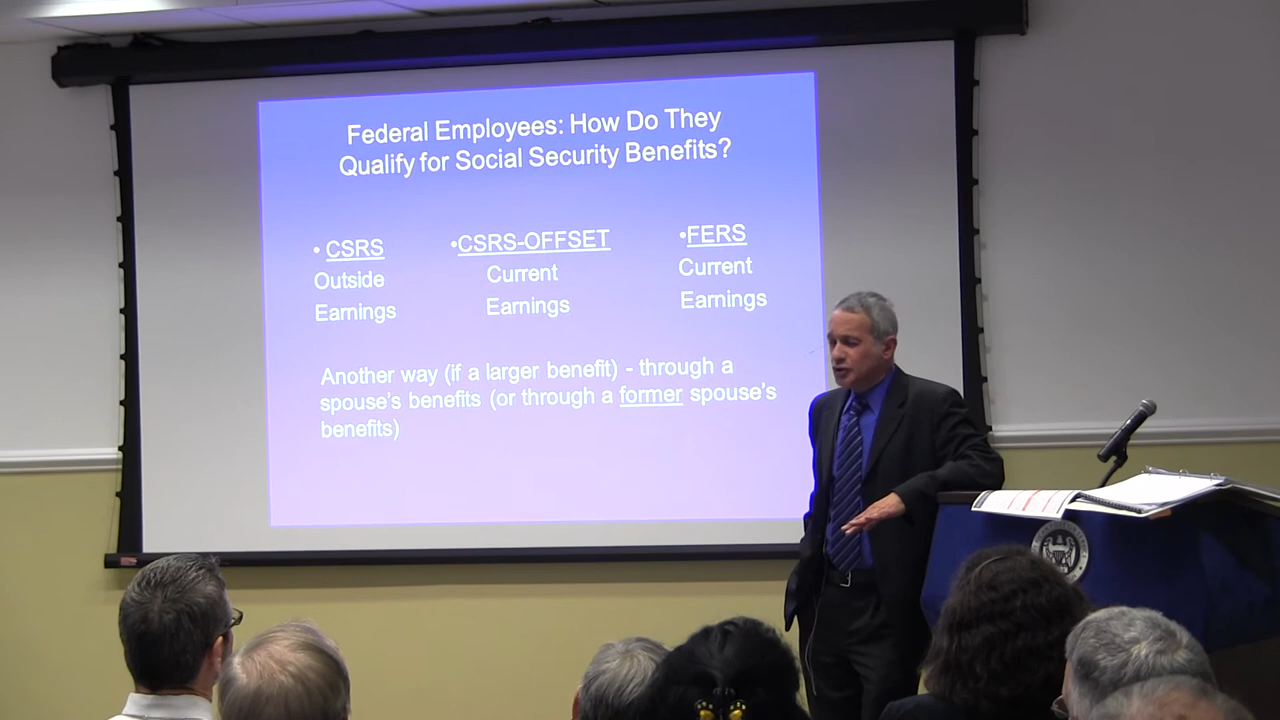 Federal Employees: How Do They
Qualify for Social Security Benefits?
• CSRS
Outside
Earnings
•CSRS-OFFSET
Current
Earnings
•FERS
Current
Earnings
Another way (if a larger benefit) - through a
spouse's benefits (or through a former spouse's
benefits)